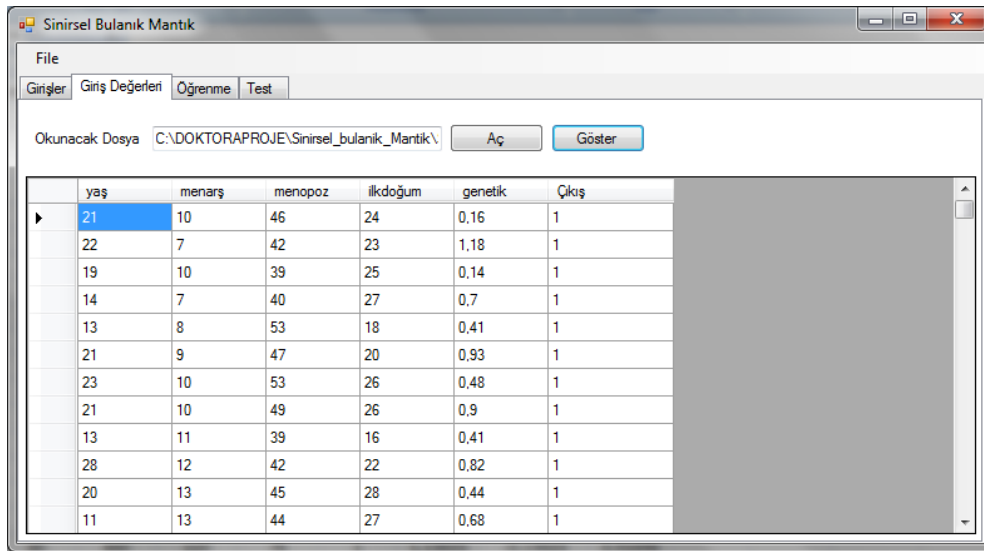 Sinirsel Bulanık Mantık
File
Girişler Giriş Değerleri Öğrenme Test
Okunacak Dosya C:\DOKTORAPROJE\Sinirsel_bulanik_Mantik\ Aç Göster
yaş menarş menopoz ilkdoğum genetik Çıkış
21 10 46 24 0,16 1
22 7 42 23 1,18 1
19 10 39 25 0,14 1
14 7 40 27 0,7 1
13 8 53 18 0,41 1
21 9 47 20 0,93 1
23 10 53 26 0,48 1
21 10 49 26 0,9 1
13 11 39 16 0,41 1
28 12 42 22 0,82 1
20 13 45 28 0,44 1
11 13 44 27 0,68 1